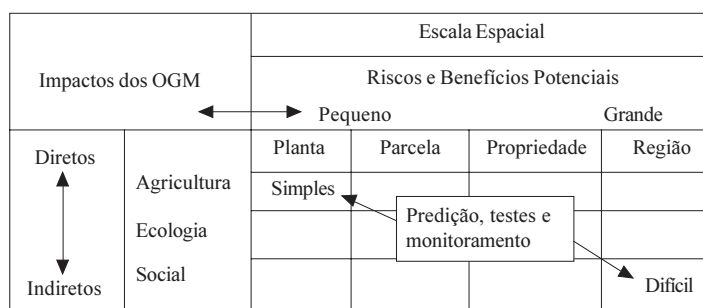 Escala Espacial
Impactos dos OGM
Riscos e Benefícios Potenciais
Pequeno Grande
Diretos
Planta Parcela Propriedade Região
Agricultura
Simples
Predição, testes e
monitoramento
Ecologia
Social
Indiretos
Difícil